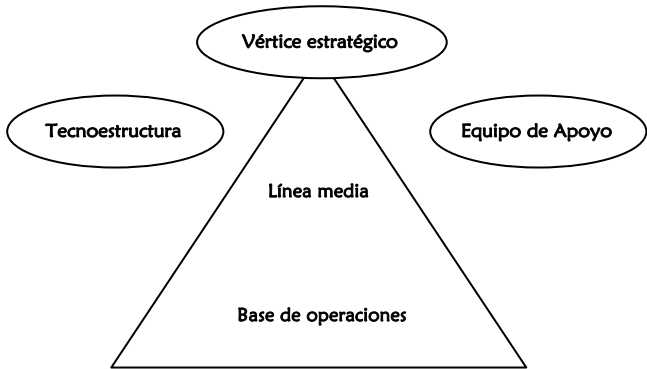 Vértice estratégico
Tecnoestructura
Equipo de Apoyo
Línea media
Base de operaciones